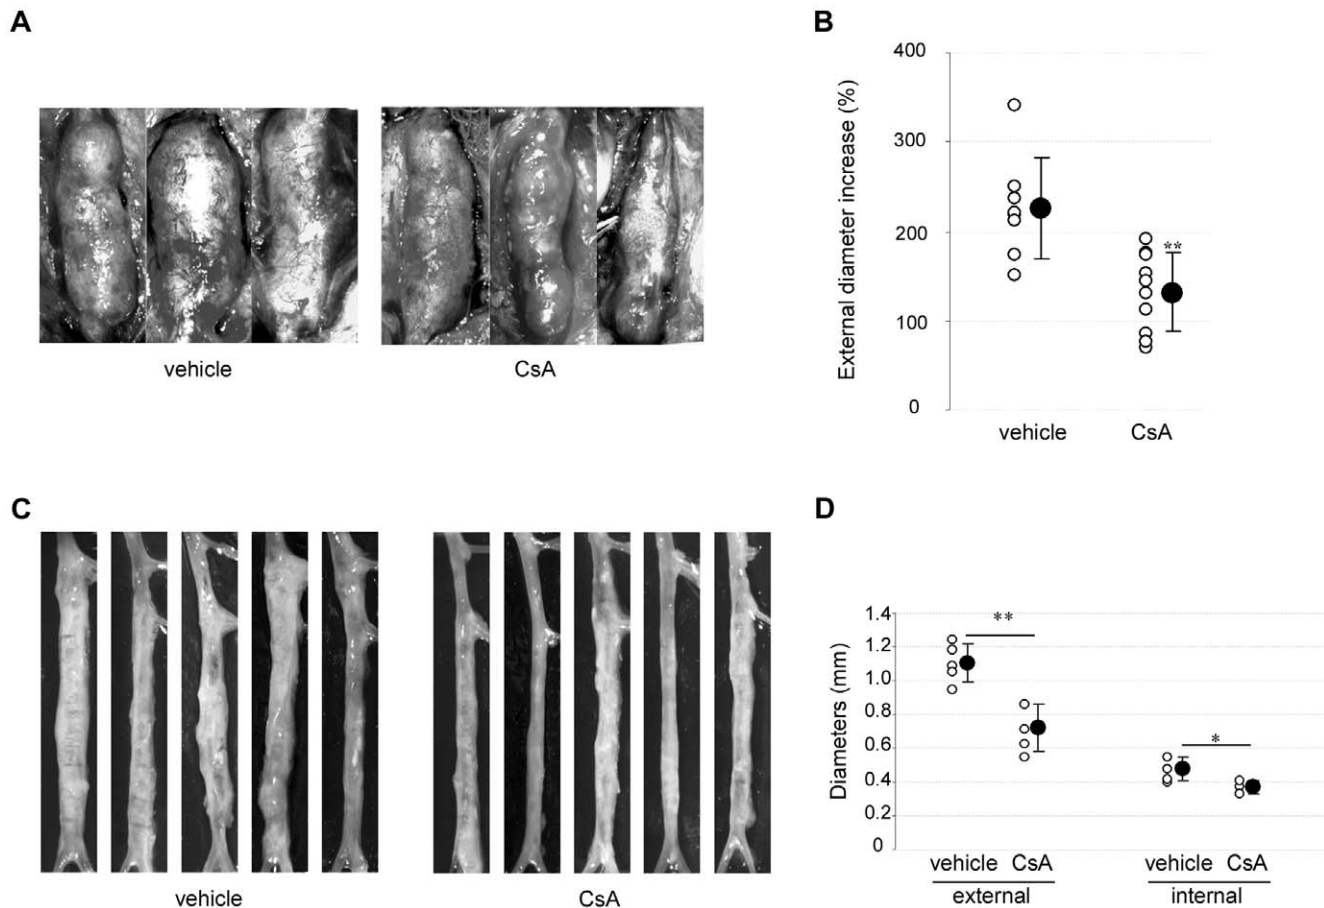 A
vehicle
CsA
B
External diameter increase (%)
400
300
200
100
0
**
vehicle
CsA
C
vehicle
CsA
D
Diameters (mm)
1.4
1.2
1.0
0.8
0.6
0.4
0.2
0
**
*
vehicle CsA
vehicle CsA
external
internal